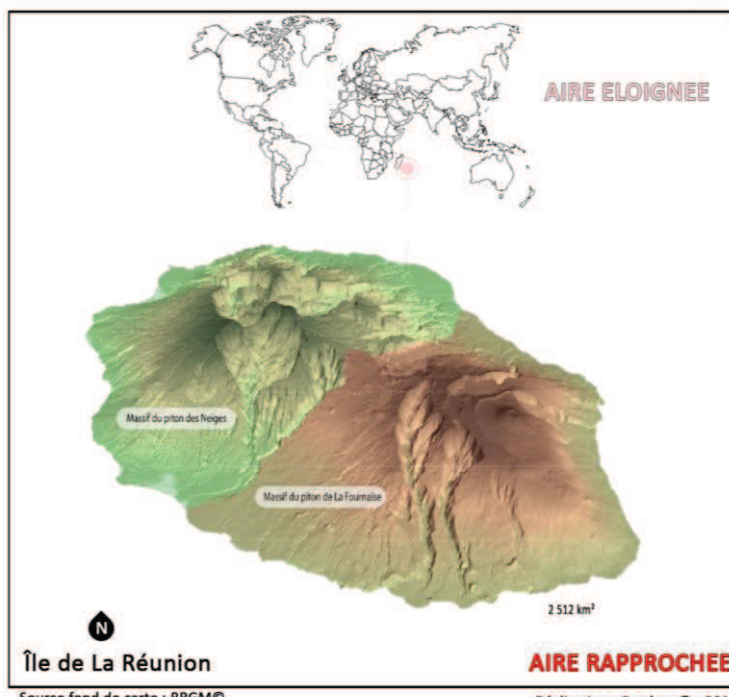 AIRE ELOIGNEE
Massif du piton des Neiges
Massif du piton de La Fournaise
2 512 km²
N
Île de La Réunion
AIRE RAPPROCHEE
Source fond de carte : BRGM©